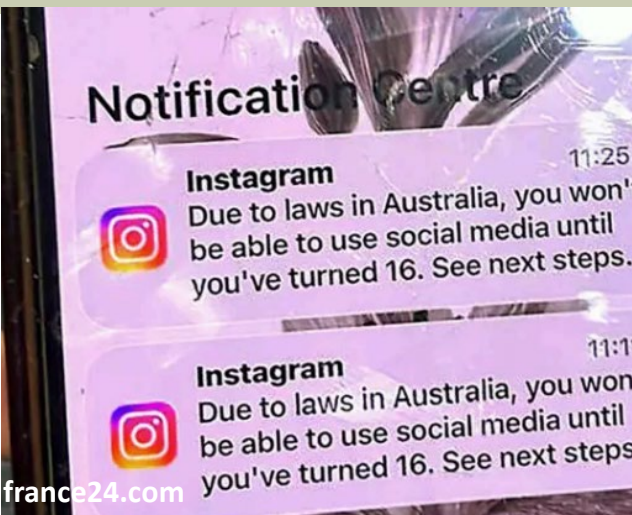 Notification Centre
Instagram
11:25
Due to laws in Australia, you won'
be able to use social media until
you've turned 16. See next steps.
Instagram
11:1
Due to laws in Australia, you won
be able to use social media until
you've turned 16. See next steps
france24.com